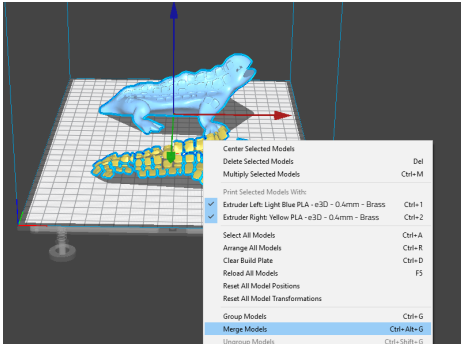 Center Selected Models
Delete Selected Models Del
Multiply Selected Models Ctrl+M
Print Selected Models With:
Extruder Left: Light Blue PLA - e3D - 0.4mm - Brass Ctrl+1
Extruder Right: Yellow PLA - e3D - 0.4mm - Brass Ctrl+2
Select All Models Ctrl+A
Arrange All Models Ctrl+R
Clear Build Plate Ctrl+D
Reload All Models F5
Reset All Model Positions
Reset All Model Transformations
Group Models Ctrl+G
Merge Models Ctrl+Alt+G
Ungroup Models Ctrl+Shift+G